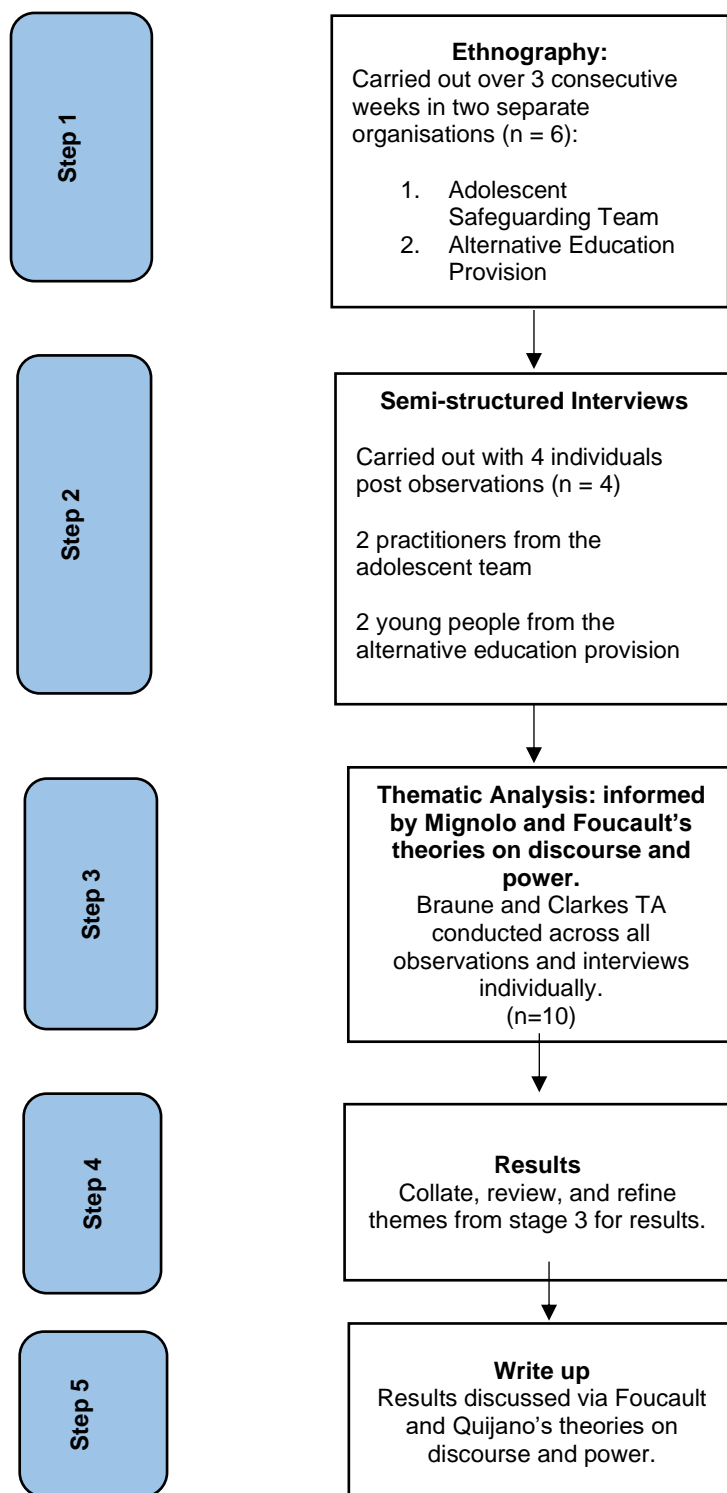 Step 1
Ethnography:
Carried out over 3 consecutive
weeks in two separate
organisations (n = 6):
1. Adolescent
Safeguarding Team
2. Alternative Education
Provision
Step 2
Semi-structured Interviews
Carried out with 4 individuals
post observations (n = 4)
2 practitioners from the
adolescent team
2 young people from the
alternative education provision
Step 3
Thematic Analysis: informed
by Mignolo and Foucault's
theories on discourse and
power.
Braune and Clarkes TA
conducted across all
observations and interviews
individually.
(n=10)
Step 4
Results
Collate, review, and refine
themes from stage 3 for results.
Step 5
Write up
Results discussed via Foucault
and Quijano's theories on
discourse and power.